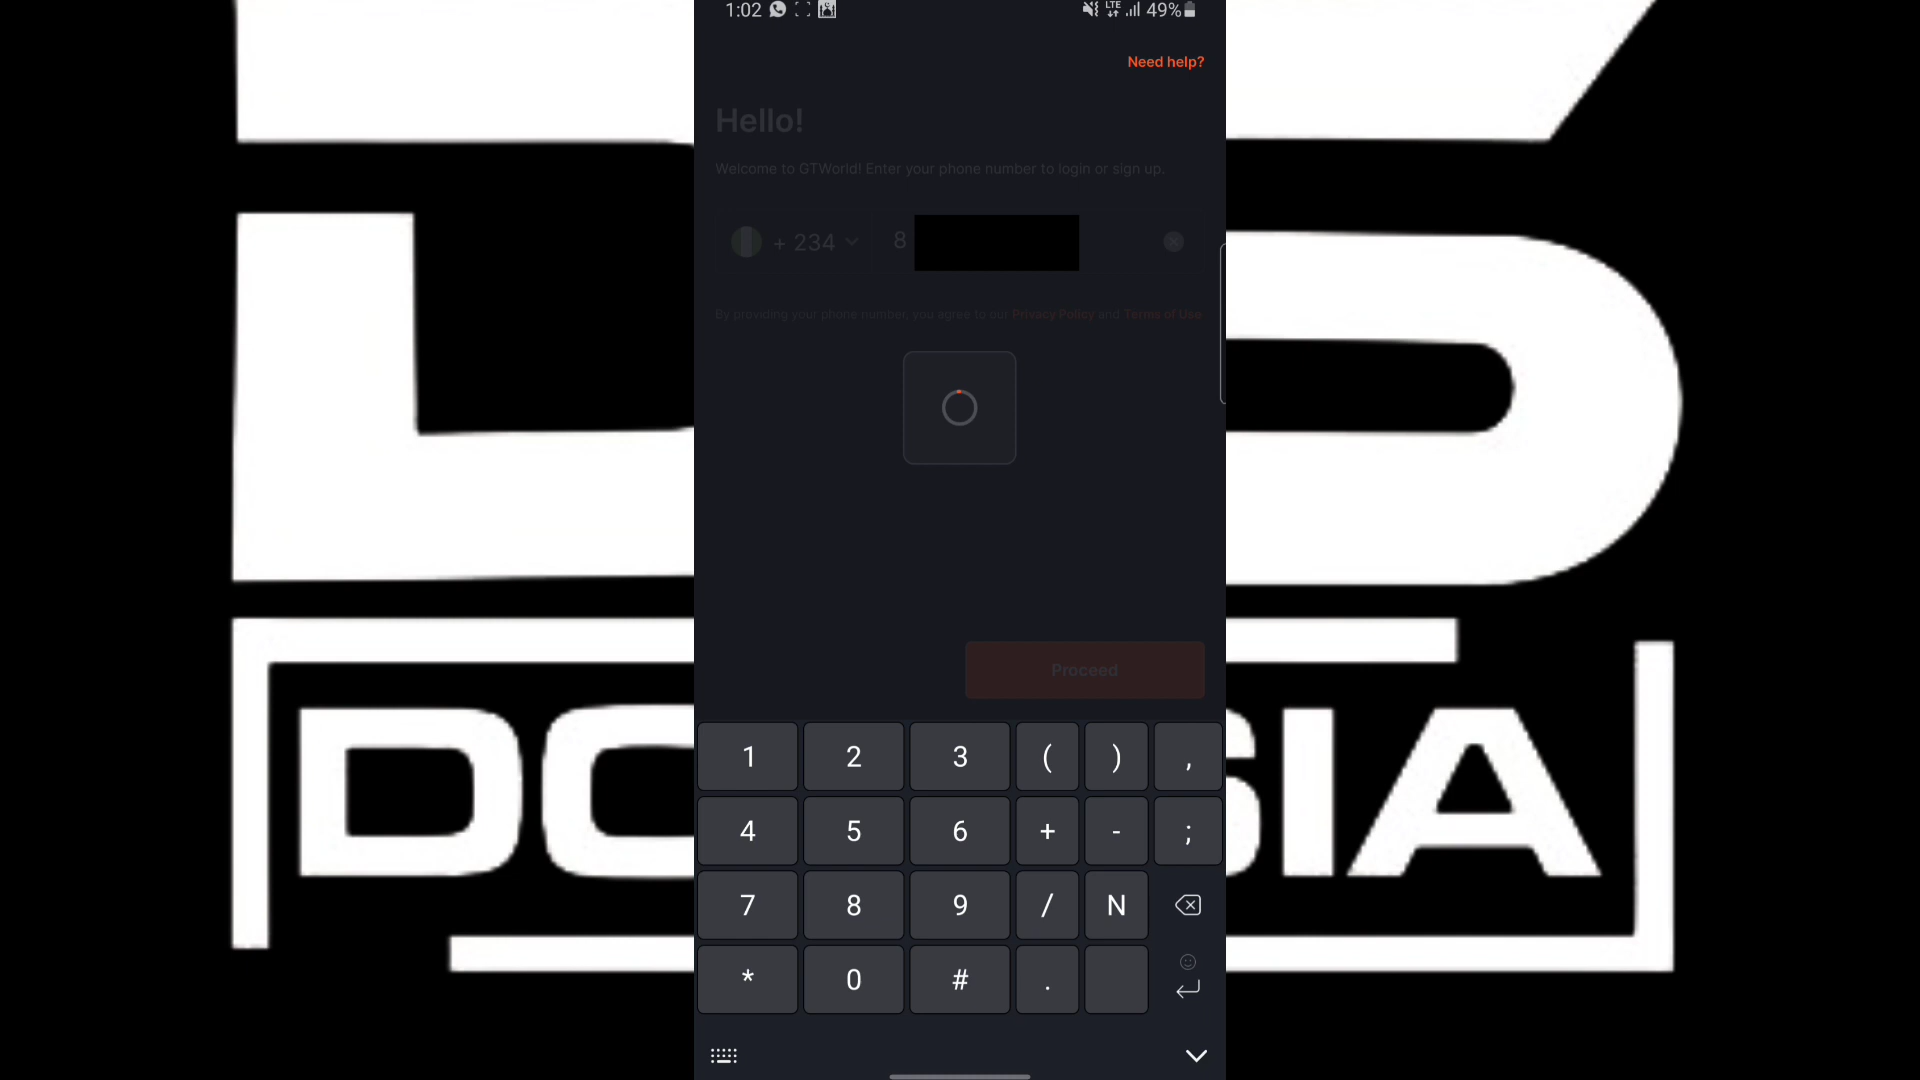 1:02
LTE
49%
Need help?
Hello!
Welcome to GTWorld! Enter your phone number to login or sign up.
+ 234
8
By providing your phone number, you agree to our Privacy Policy and Terms of Use
Proceed
1 2 3 ( ) ,
4 5 6 + - ;
7 8 9 / N
* 0 # .